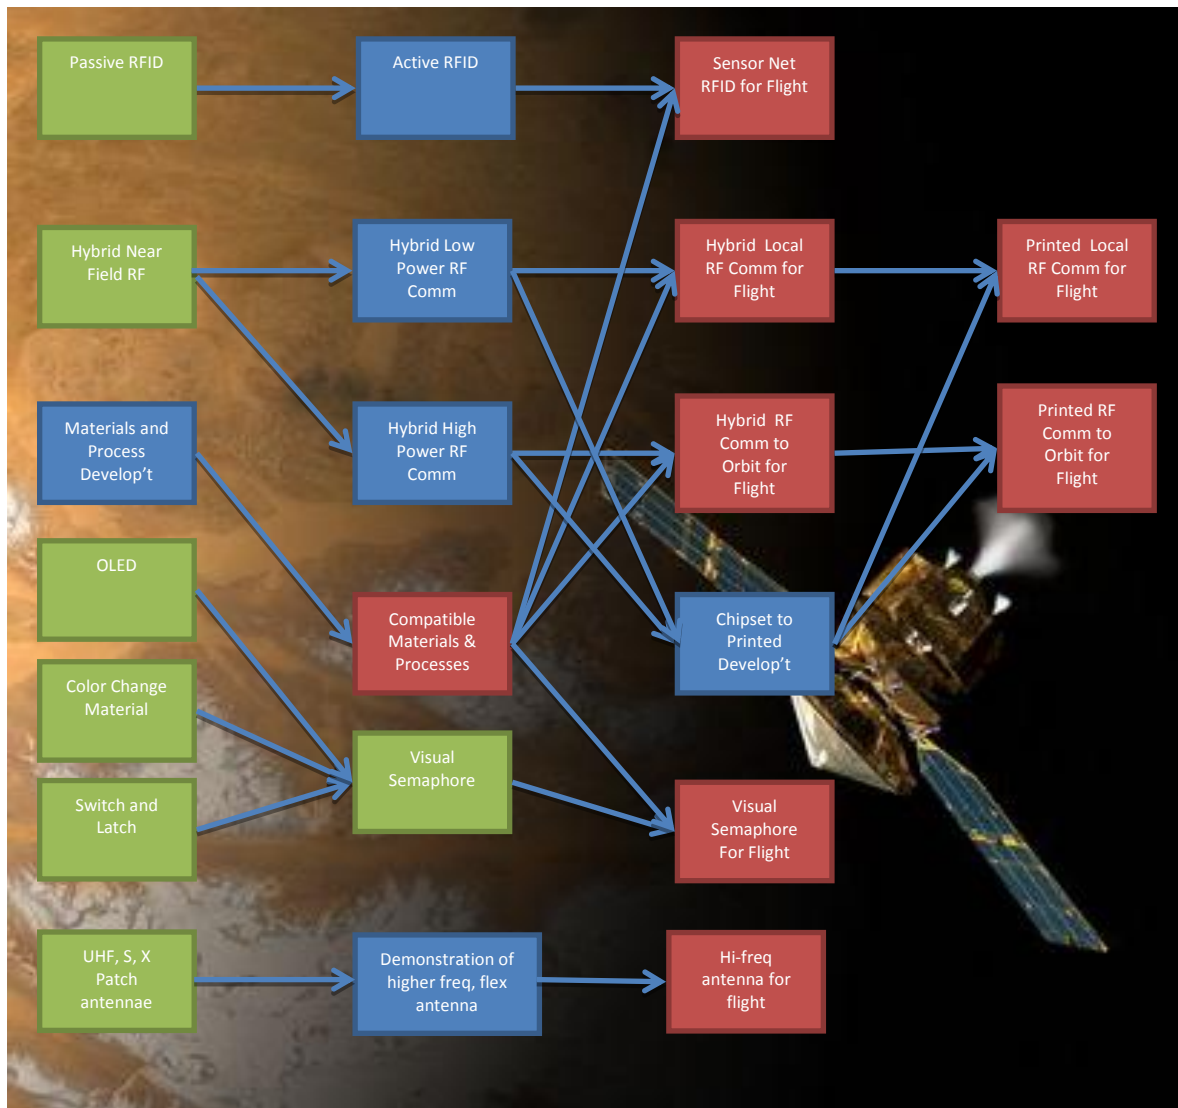 Passive RFID
Active RFID
Sensor Net
RFID for Flight
Hybrid Near
Field RF
Hybrid Low
Power RF
Comm
Hybrid Local
RF Comm for
Flight
Printed Local
RF Comm for
Flight
Materials and
Process
Develop’t
Hybrid High
Power RF
Comm
Hybrid RF
Comm to
Orbit for
Flight
Printed RF
Comm to
Orbit for
Flight
OLED
Compatible
Materials &
Processes
Chipset to
Printed
Develop’t
Color Change
Material
Visual
Semaphore
Switch and
Latch
Visual
Semaphore
For Flight
UHF, S, X
Patch
antennae
Demonstration of
higher freq, flex
antenna
Hi-freq
antenna for
flight